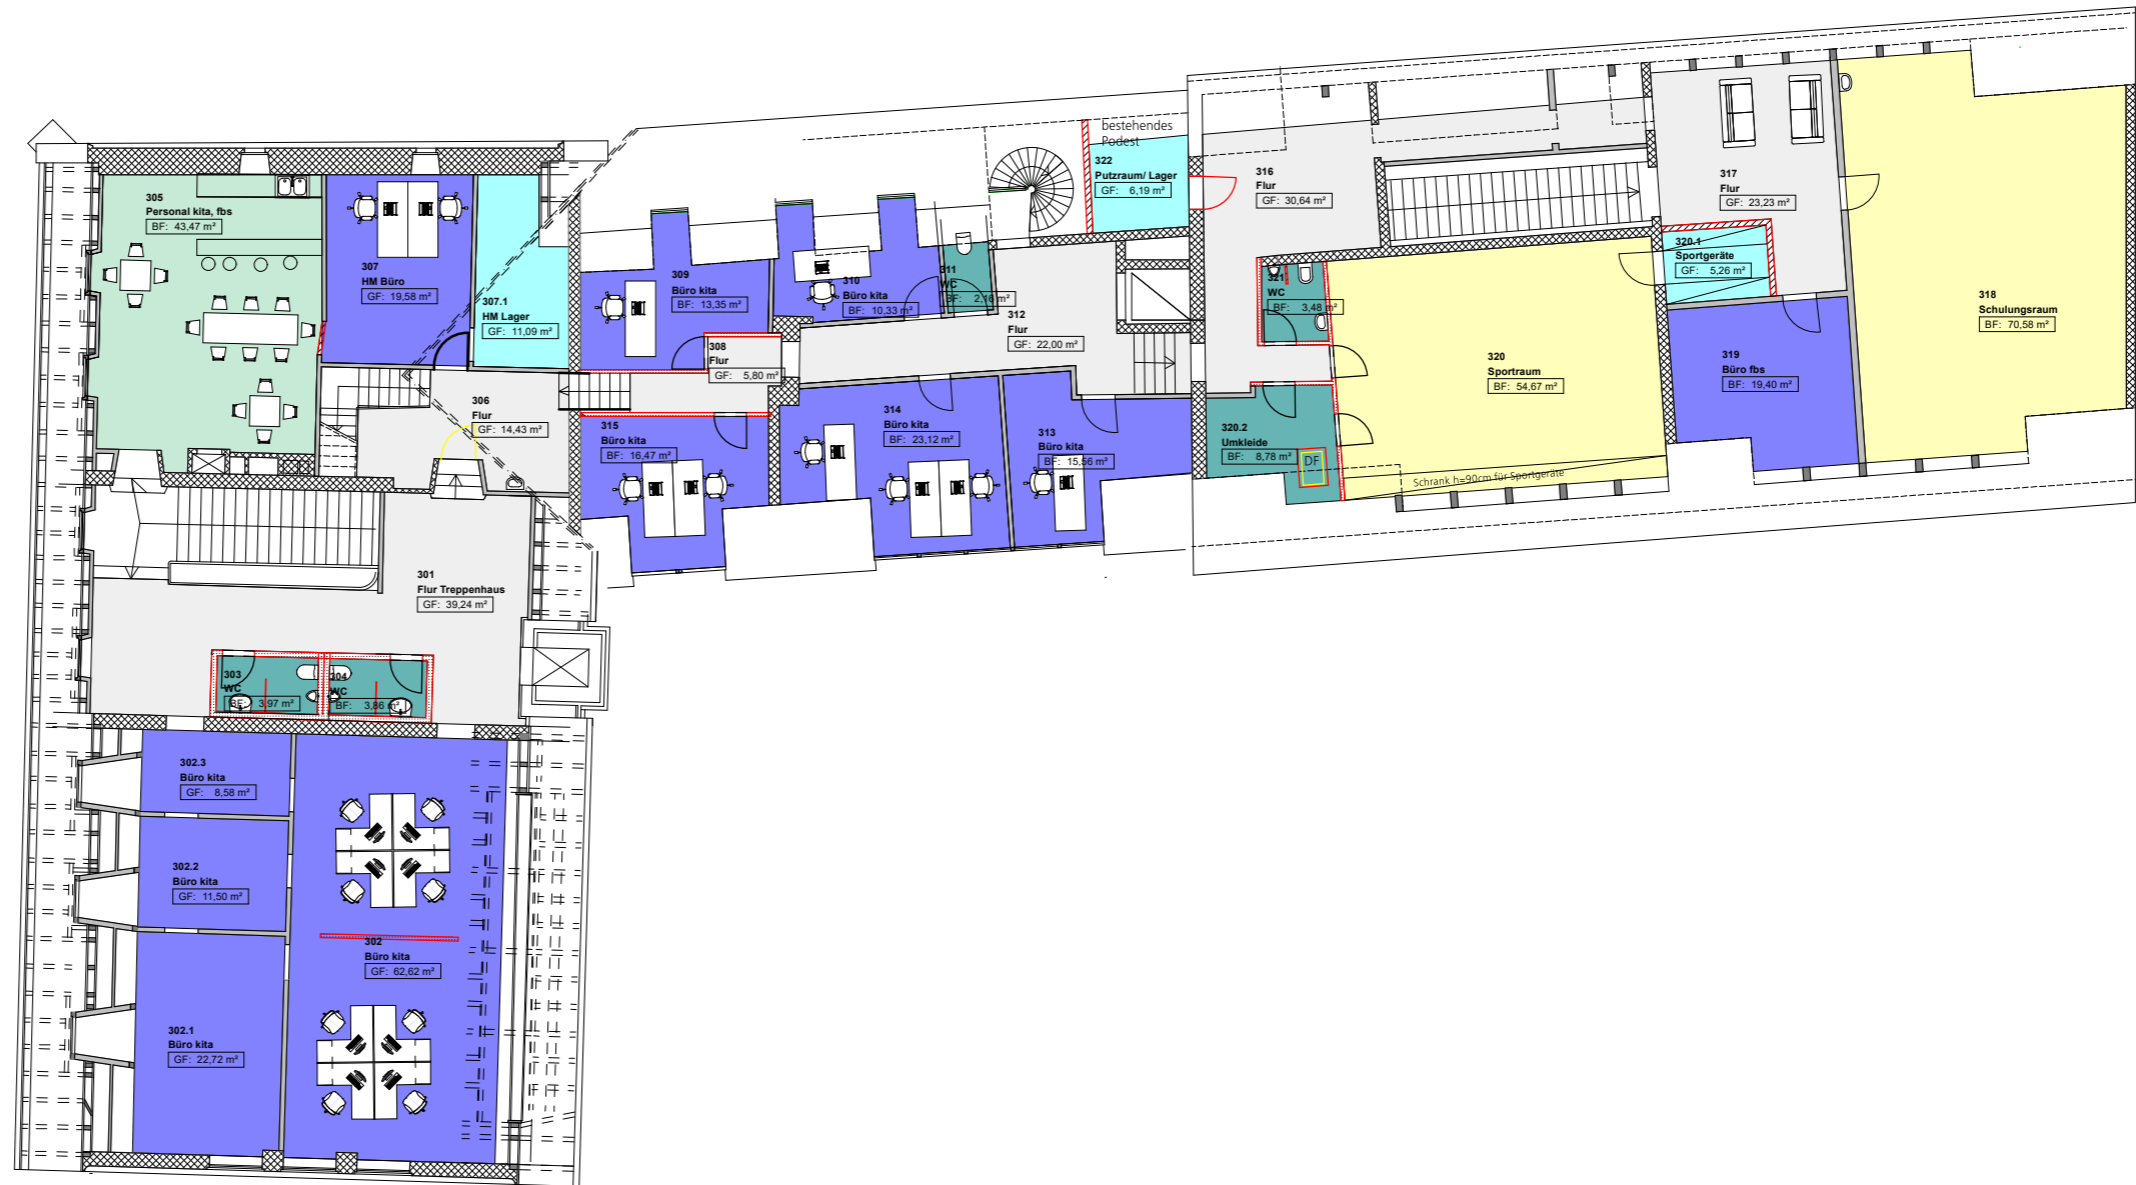 305
Personal kita, fbs
BF: 43,47 m²
307
HM Büro
GF: 19,58 m²
307.1
HM Lager
GF: 11,09 m²
309
Büro kita
BF: 13,35 m²
310
Büro kita
BF: 10,33 m²
311
WC
BF: 2,16 m²
312
Flur
GF: 22,00 m²
bestehendes
Podest
322
Putzraum/ Lager
GF: 6,19 m²
316
Flur
GF: 30,64 m²
317
Flur
GF: 23,23 m²
320.1
Sportgeräte
GF: 5,26 m²
318
Schulungsraum
BF: 70,58 m²
321
WC
BF: 3,48 m²
320
Sportraum
BF: 54,67 m²
319
Büro fbs
BF: 19,40 m²
308
Flur
GF: 5,80 m²
306
Flur
GF: 14,43 m²
315
Büro kita
BF: 16,47 m²
314
Büro kita
BF: 23,12 m²
313
Büro kita
BF: 15,56 m²
320.2
Umkleide
BF: 8,78 m²
DF
Schrank h=90cm für Sportgeräte
301
Flur Treppenhaus
GF: 39,24 m²
303
WC
BF: 3,97 m²
304
WC
BF: 3,86 m²
302.3
Büro kita
GF: 8,58 m²
302.2
Büro kita
GF: 11,50 m²
302
Büro kita
GF: 62,62 m²
302.1
Büro kita
GF: 22,72 m²